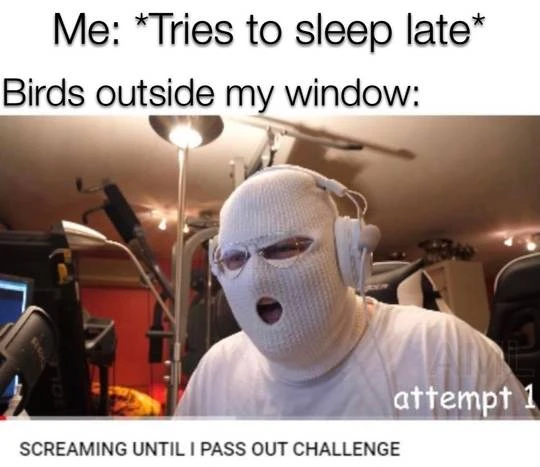 Me: *Tries to sleep late*
Birds outside my window:
attempt 1
SCREAMING UNTIL I PASS OUT CHALLENGE